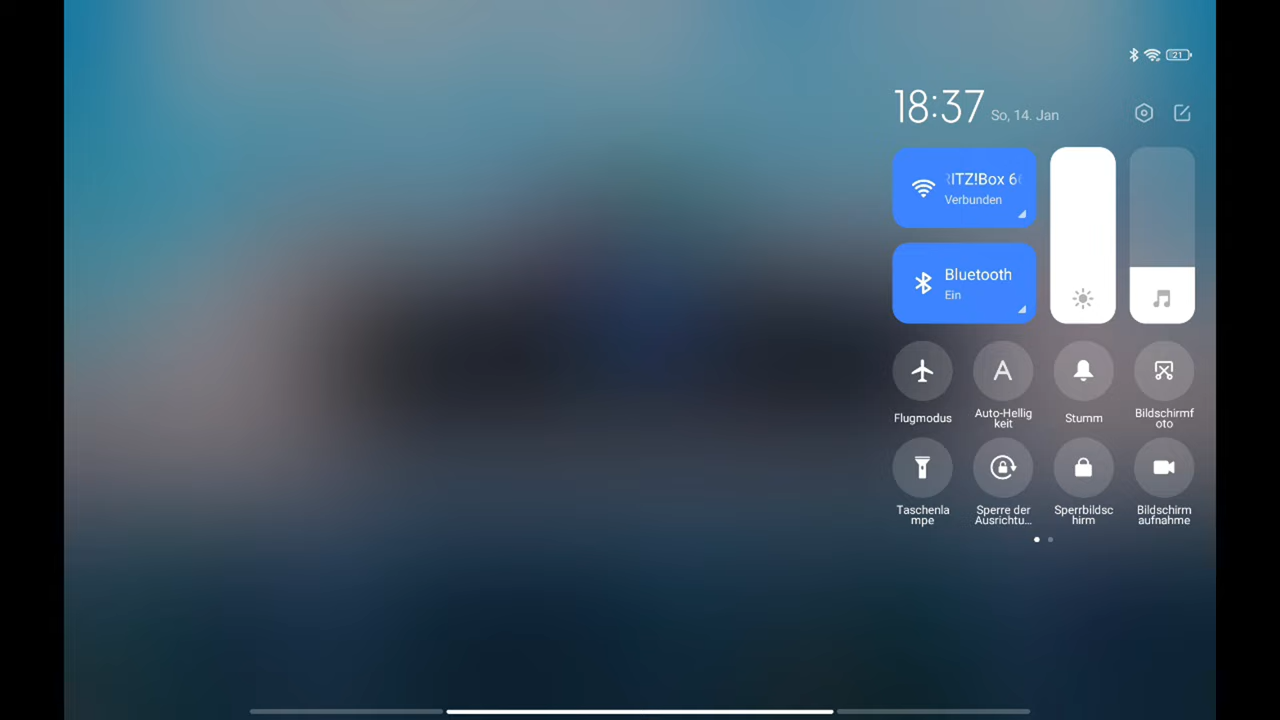 21
18:37 So, 14. Jan
ITZ!Box 6
Verbunden
Bluetooth
Ein
Flugmodus
Auto-Hellig
keit
Stumm
Bildschirmf
oto
Taschenla
mpe
Sperre der
Ausrichtu...
Sperrbildsc
hirm
Bildschirm
aufnahme